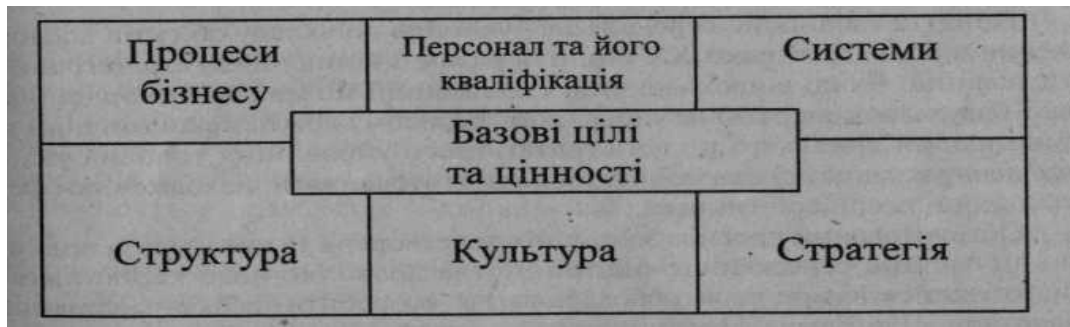 Процеси
бізнесу
Персонал та його
кваліфікація
Системи
Базові цілі
та цінності
Структура
Культура
Стратегія